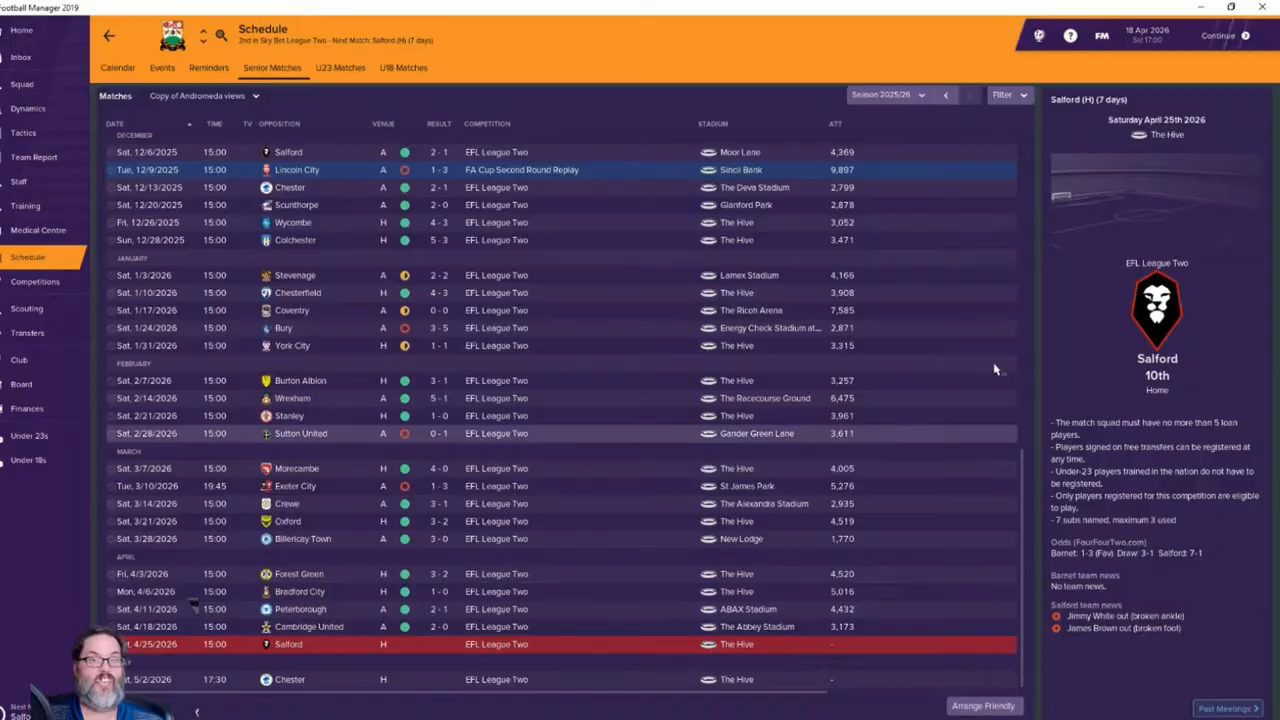 Football Manager 2019
Home
Inbox
Squad
Dynamics
Tactics
Team Report
Staff
Training
Medical Centre
Schedule
Competitions
Scouting
Transfers
Club
Board
Finances
Under 23s
Under 18s
Schedule
2nd in Sky Bet League Two - Next Match: Salford (H) (7 days)
FM
18 Apr 2026
Sat 17:00
Continue
Calendar Events Reminders Senior Matches U23 Matches U18 Matches
Matches Copy of Andromeda views Season 2025/26 Filter
DATE TIME TV OPPOSITION VENUE RESULT COMPETITION STADIUM ATT
DECEMBER
Sat, 12/6/2025 15:00 Salford A 2 - 1 EFL League Two Moor Lane 4,369
Tue, 12/9/2025 15:00 Lincoln City A 1 - 3 FA Cup Second Round Replay Sincil Bank 9,897
Sat, 12/13/2025 15:00 Chester A 2 - 1 EFL League Two The Deva Stadium 2,799
Sat, 12/20/2025 15:00 Scunthorpe A 2 - 0 EFL League Two Glanford Park 2,878
Fri, 12/26/2025 15:00 Wycombe H 4 - 3 EFL League Two The Hive 3,052
Sun, 12/28/2025 15:00 Colchester H 5 - 3 EFL League Two The Hive 3,471
JANUARY
Sat, 1/3/2026 15:00 Stevenage A 2 - 2 EFL League Two Lamex Stadium 4,166
Sat, 1/10/2026 15:00 Chesterfield H 4 - 3 EFL League Two The Hive 3,908
Sat, 1/17/2026 15:00 Coventry A 0 - 0 EFL League Two The Ricoh Arena 7,585
Sat, 1/24/2026 15:00 Bury A 3 - 5 EFL League Two Energy Check Stadium at... 2,871
Sat, 1/31/2026 15:00 York City H 1 - 1 EFL League Two The Hive 3,315
FEBRUARY
Sat, 2/7/2026 15:00 Burton Albion H 3 - 1 EFL League Two The Hive 3,257
Sat, 2/14/2026 15:00 Wrexham A 5 - 1 EFL League Two The Racecourse Ground 6,475
Sat, 2/21/2026 15:00 Stanley H 1 - 0 EFL League Two The Hive 3,961
Sat, 2/28/2026 15:00 Sutton United A 0 - 1 EFL League Two Gander Green Lane 3,611
MARCH
Sat, 3/7/2026 15:00 Morecambe H 4 - 0 EFL League Two The Hive 4,005
Tue, 3/10/2026 19:45 Exeter City A 1 - 3 EFL League Two St James Park 5,276
Sat, 3/14/2026 15:00 Crewe A 3 - 1 EFL League Two The Alexandra Stadium 2,935
Sat, 3/21/2026 15:00 Oxford H 3 - 2 EFL League Two The Hive 4,519
Sat, 3/28/2026 15:00 Billericay Town A 3 - 0 EFL League Two New Lodge 1,770
APRIL
Fri, 4/3/2026 15:00 Forest Green H 3 - 2 EFL League Two The Hive 4,520
Mon, 4/6/2026 15:00 Bradford City H 1 - 0 EFL League Two The Hive 5,016
Sat, 4/11/2026 15:00 Peterborough A 2 - 1 EFL League Two ABAX Stadium 4,432
Sat, 4/18/2026 15:00 Cambridge United A 2 - 0 EFL League Two The Abbey Stadium 3,173
4/25/2026 15:00 Salford H EFL League Two The Hive -
5/2/2026 17:30 Chester H EFL League Two The Hive -
Arrange Friendly
Salford (H) (7 days)
Saturday April 25th 2026
The Hive
EFL League Two
Salford
10th
Home
- The match squad must have no more than 5 loan
players.
- Players signed on free transfers can be registered at
any time.
- Under-23 players trained in the nation do not have to
be registered.
- Only players registered for this competition are eligible
to play.
- 7 subs named, maximum 3 used
Odds (FourFourTwo.com)
Barnet: 1-3 (Fav) Draw: 3-1 Salford: 7-1
Barnet team news
No team news.
Salford team news
Jimmy White out (broken ankle)
James Brown out (broken foot)
Past Meetings